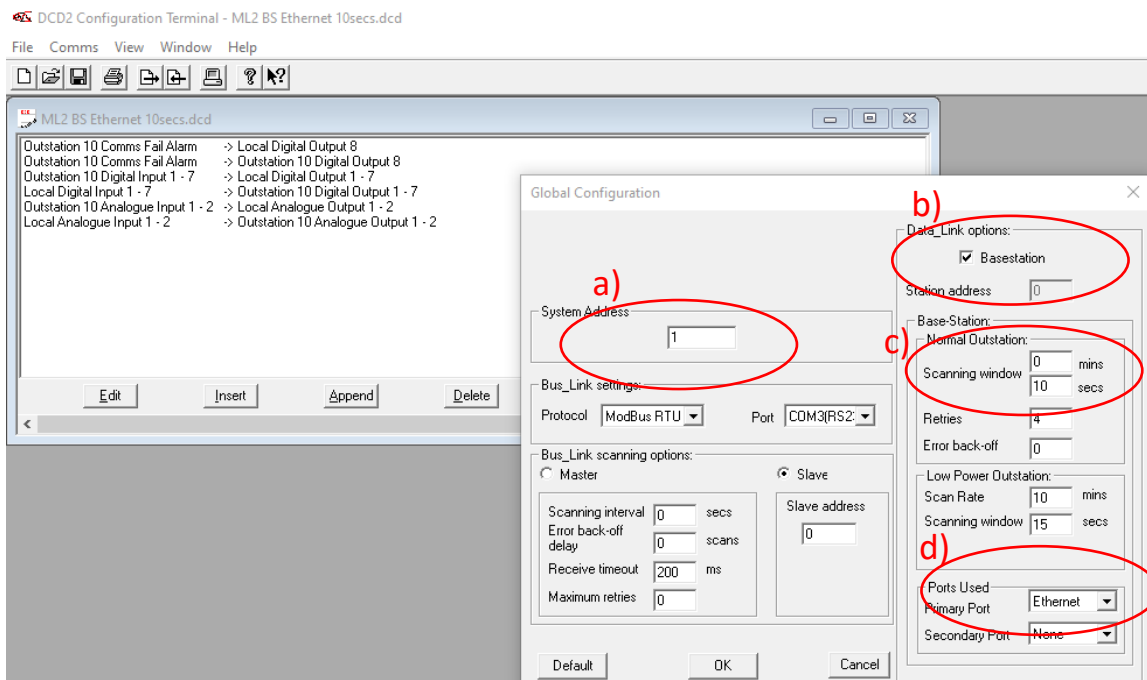 DCD2 Configuration Terminal - ML2 BS Ethernet 10secs.dcd
File Comms View Window Help
ML2 BS Ethernet 10secs.dcd
Outstation 10 Comms Fail Alarm -> Local Digital Output 8
Outstation 10 Comms Fail Alarm -> Outstation 10 Digital Output 8
Outstation 10 Digital Input 1 - 7 -> Local Digital Output 1 - 7
Local Digital Input 1 - 7 -> Outstation 10 Digital Output 1 - 7
Outstation 10 Analogue Input 1 - 2 -> Local Analogue Output 1 - 2
Local Analogue Input 1 - 2 -> Outstation 10 Analogue Output 1 - 2
Edit Insert Append Delete
Global Configuration
a)
System Address
1
Bus_Link settings:
Protocol ModBus RTU Port COM3(RS2:
Bus_Link scanning options:
Master Slave
Scanning interval 0 secs
Error back-off
delay 0 scans
Receive timeout 200 ms
Maximum retries 0
Slave address
0
Default OK Cancel
b)
Data_Link options:
Basestation
Station address 0
Base-Station:
c)
Normal Outstation:
Scanning window 0 mins
10 secs
Retries 4
Error back-off 0
Low Power Outstation:
Scan Rate 10 mins
Scanning window 15 secs
d)
Ports Used
Primary Port Ethernet
Secondary Port None